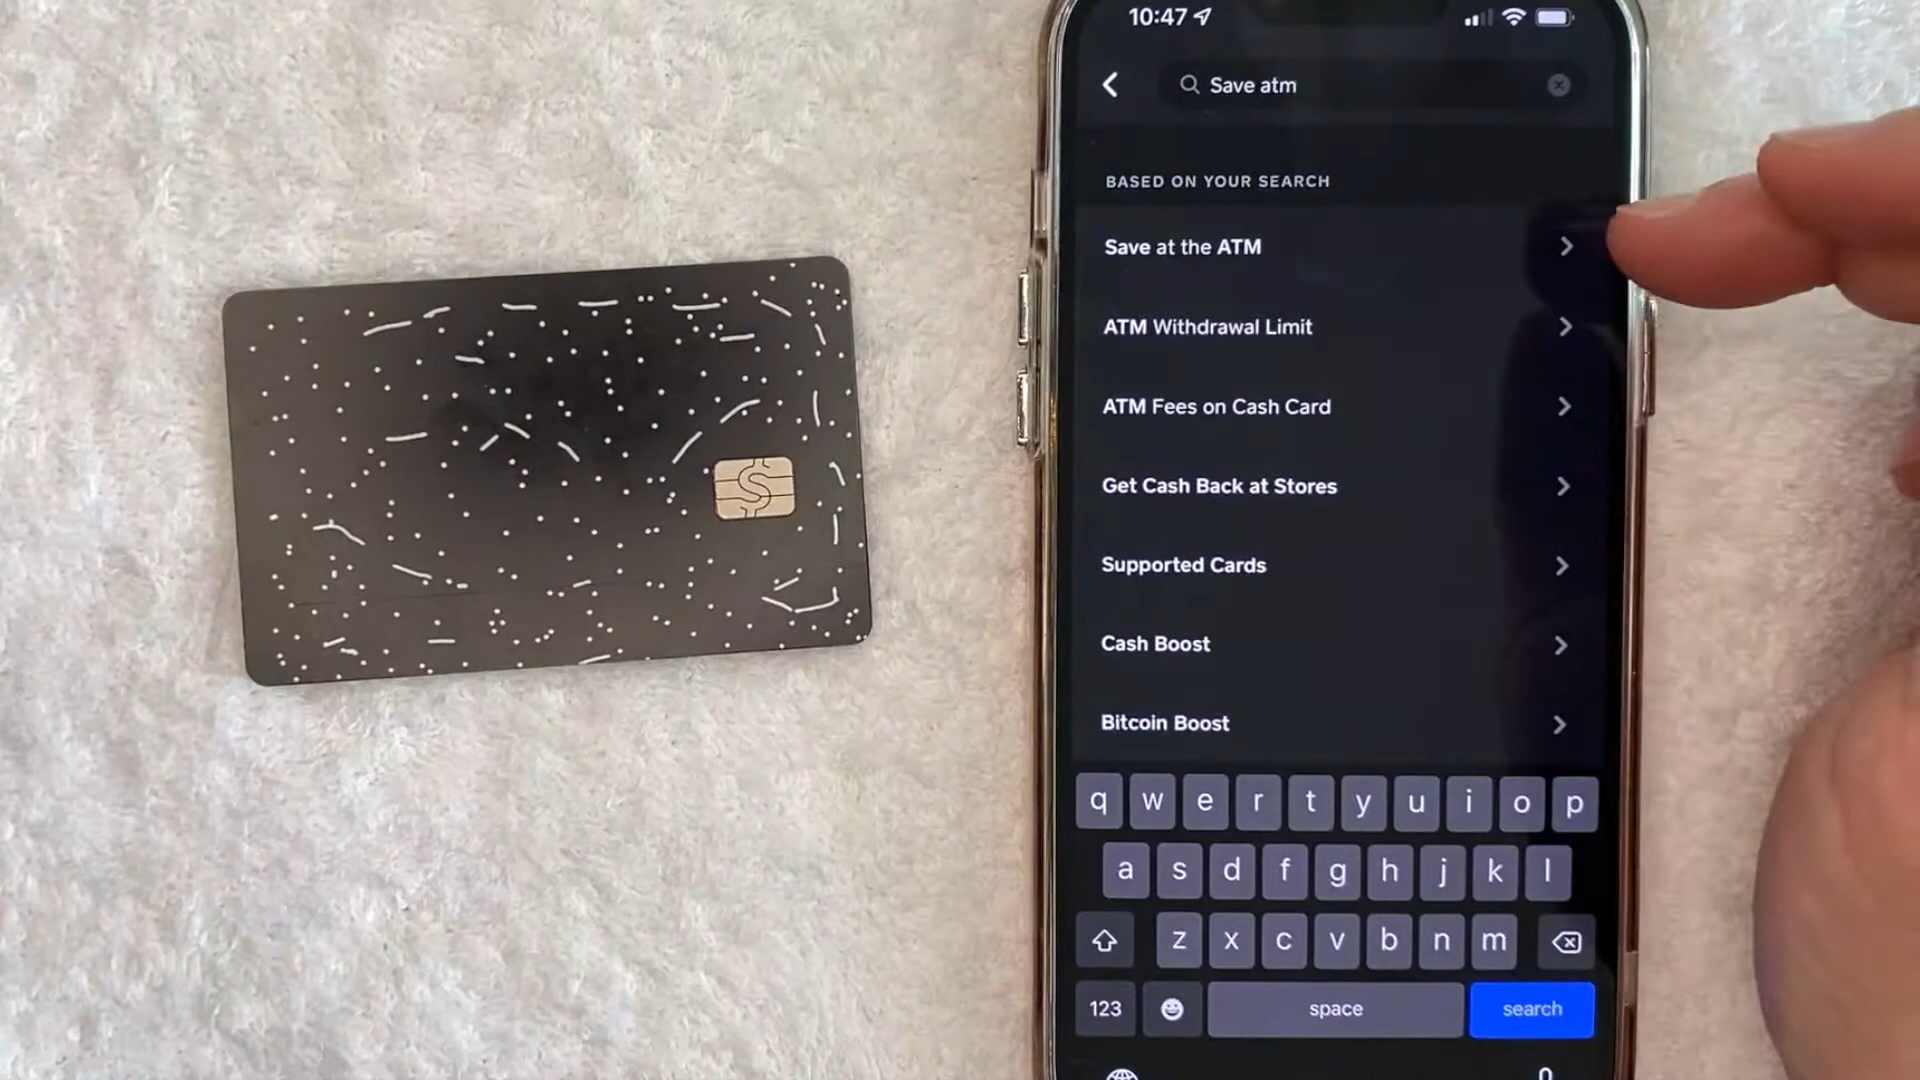 10:47
Save atm
BASED ON YOUR SEARCH
Save at the ATM
ATM Withdrawal Limit
ATM Fees on Cash Card
Get Cash Back at Stores
Supported Cards
Cash Boost
Bitcoin Boost
q w e r t y u i o p
a s d f g h j k l
z x c v b n m
123 space search
$